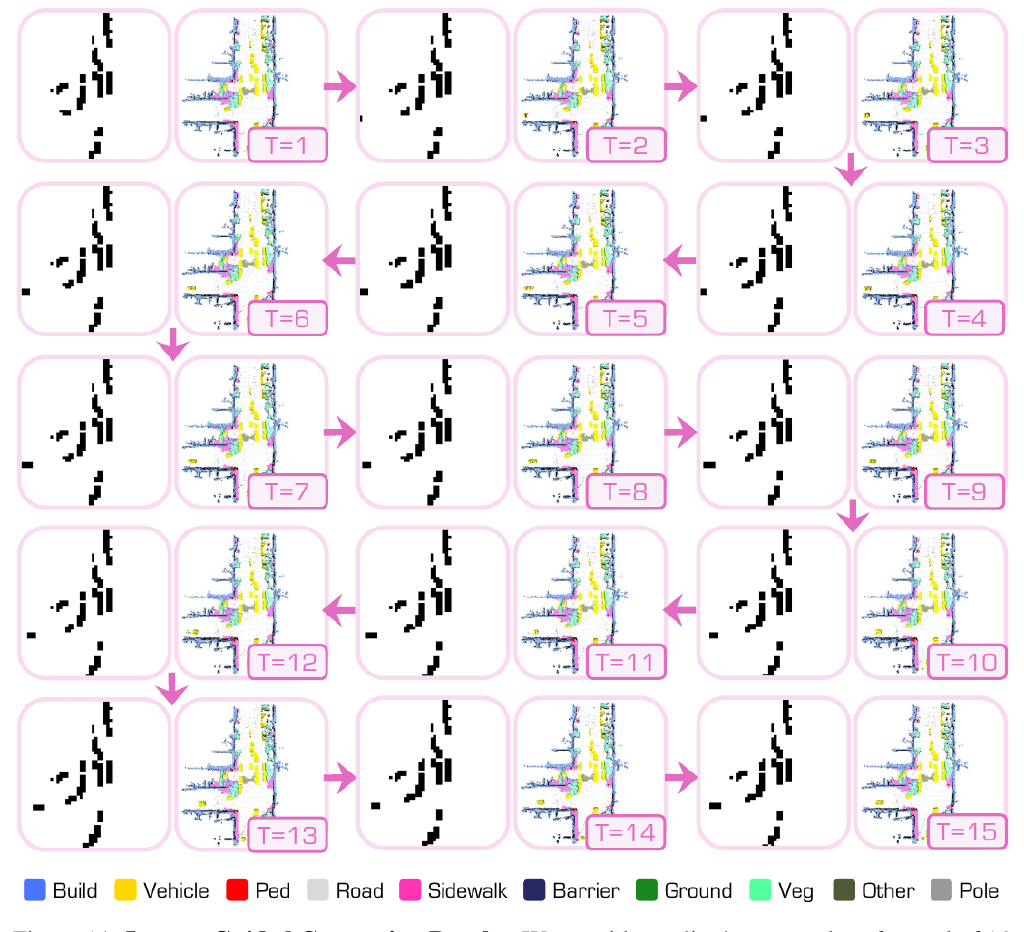 T=1
T=2
T=3
T=6
T=5
T=4
T=7
T=8
T=9
T=12
T=11
T=10
T=13
T=14
T=15
Build Vehicle Ped Road Sidewalk Barrier Ground Veg Other Pole